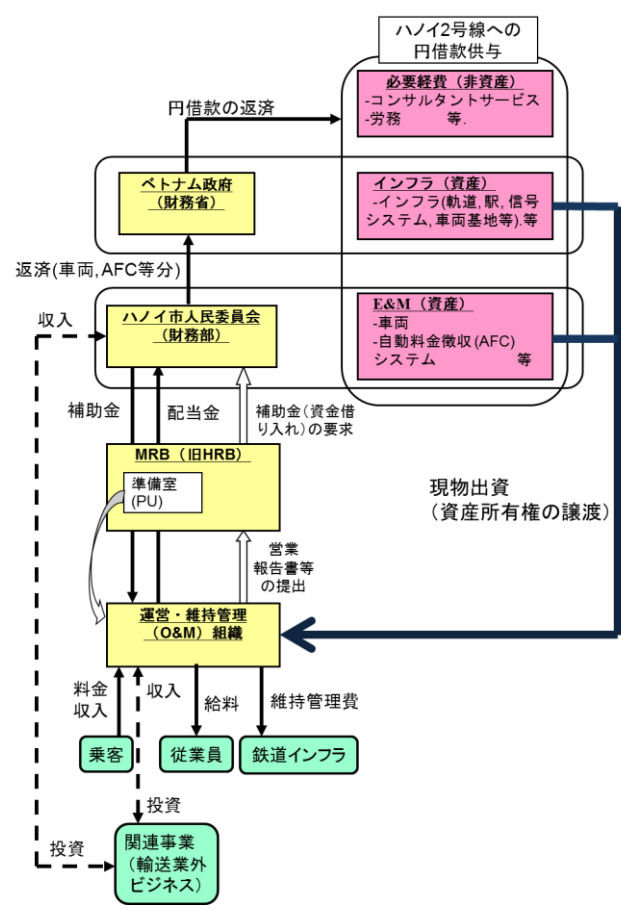 ハノイ2号線への
円借款供与
必要経費（非資産）
-コンサルタントサービス
-労務　　　等.
円借款の返済
ベトナム政府
（財務省）
インフラ（資産）
-インフラ(軌道,駅,信号
システム,車両基地等).等
返済(車両,AFC等分)
収入
ハノイ市人民委員会
（財務部）
E&M（資産）
-車両
-自動料金徴収(AFC)
システム　　　　等
補助金
配当金
補助金（資金借
り入れ）の要求
MRB（旧HRB）
準備室
(PU)
現物出資
（資産所有権の譲渡）
営業
報告書等
の提出
運営・維持管理
（O&M）組織
料金
収入
収入
給料
維持管理費
乗客
従業員
鉄道インフラ
投資
投資
関連事業
（輸送業外
ビジネス）